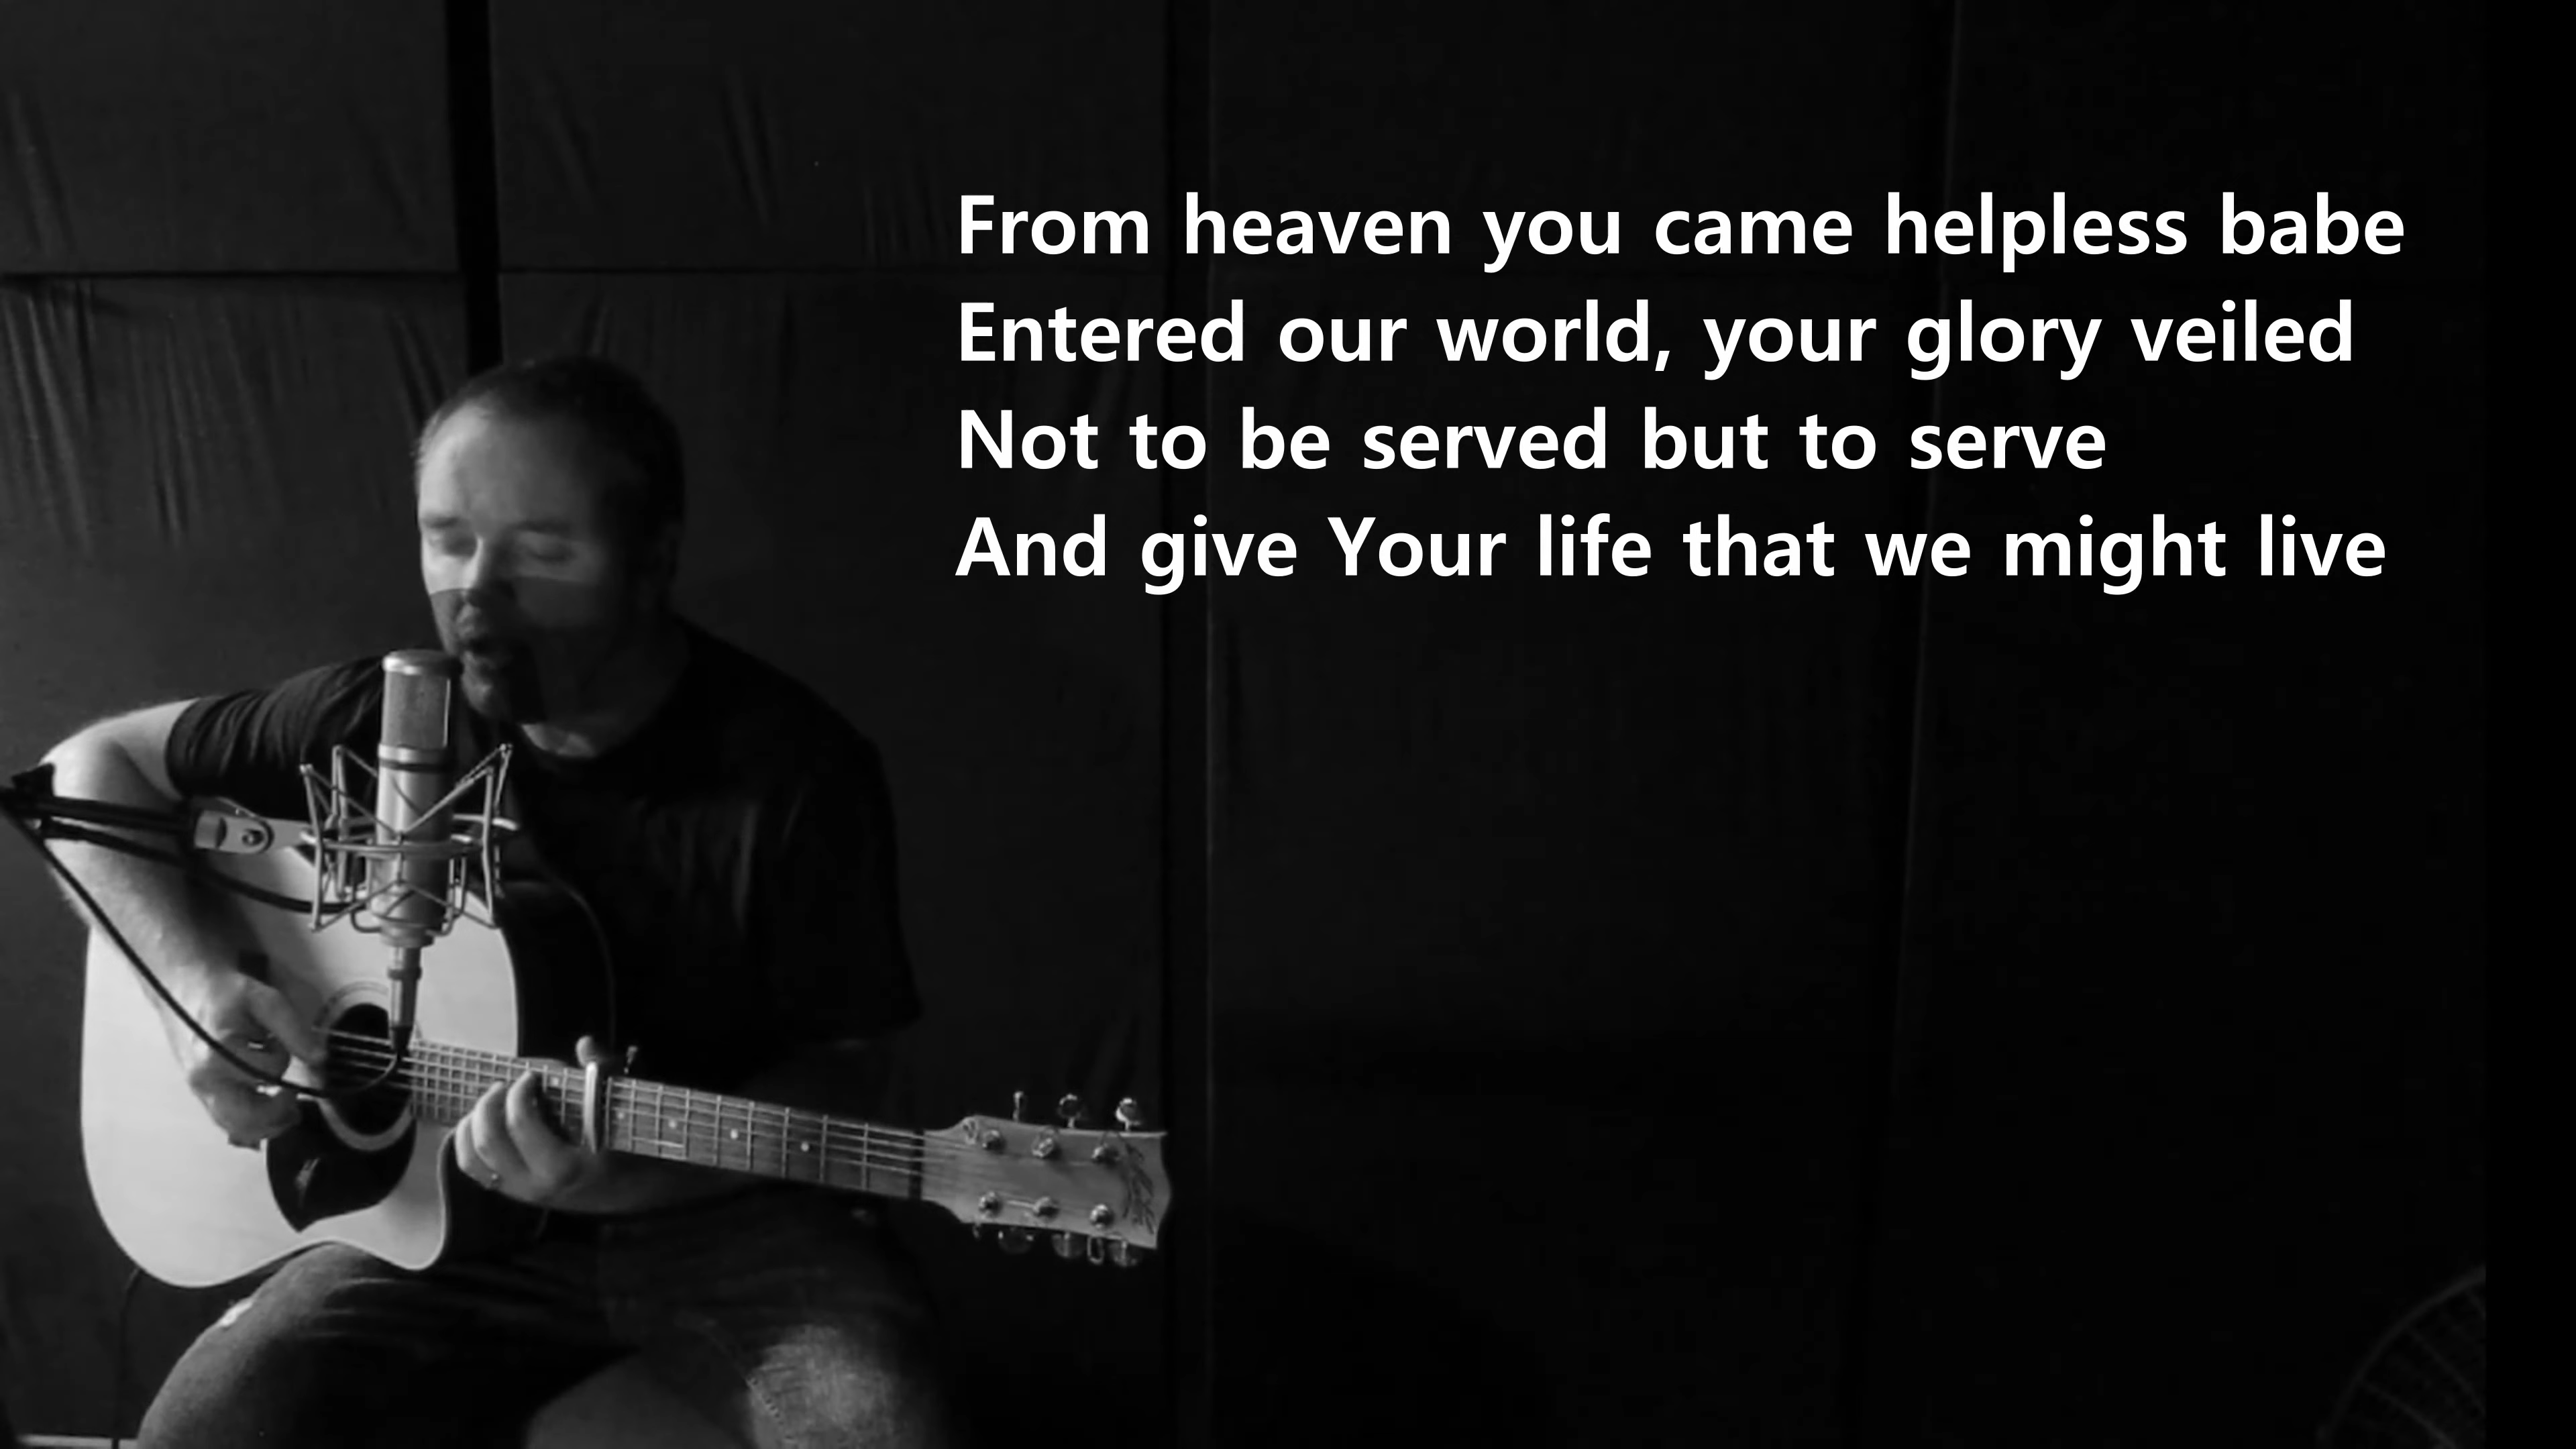 From heaven you came helpless babe
Entered our world, your glory veiled
Not to be served but to serve
And give Your life that we might live